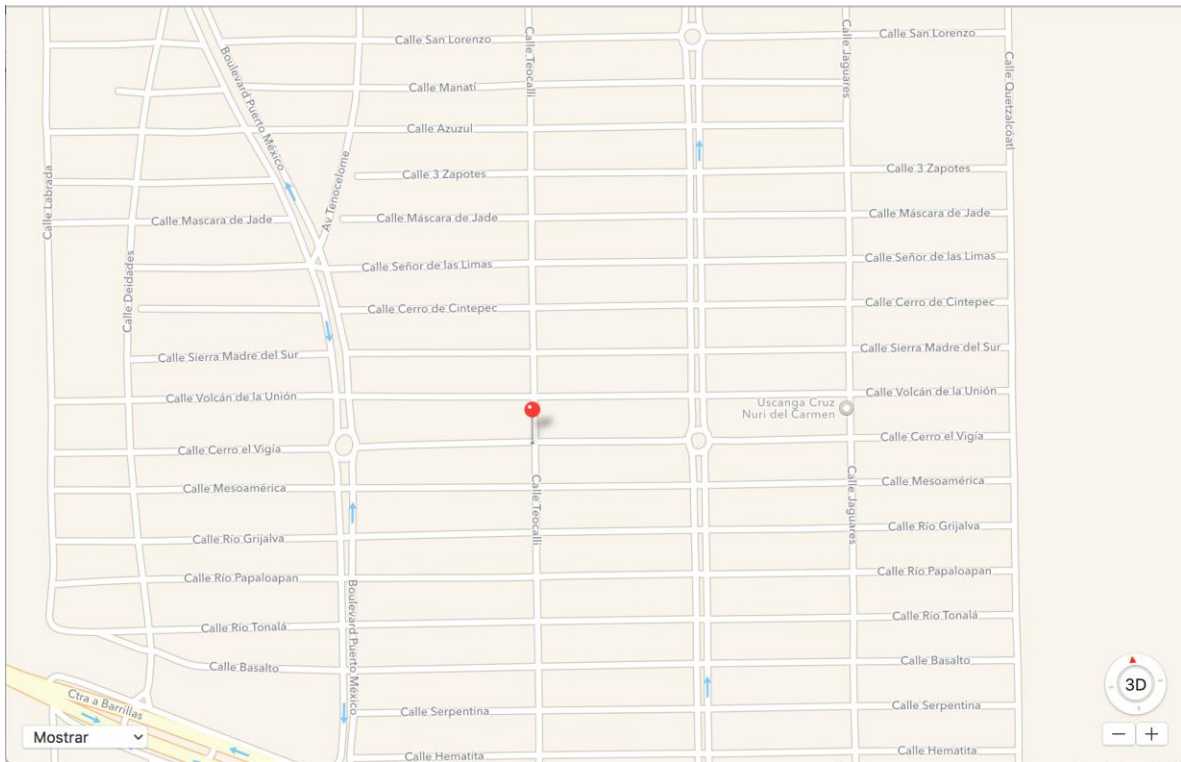 Calle San Lorenzo
Calle San Lorenzo
Calle Teocalli
Calle Jaguares
Boulevard Puerto México
Calle Quetzalcóatl
Calle Manatí
Calle Azuzul
Calle 3 Zapotes
Calle 3 Zapotes
Av. Tenocelome
Calle Labrada
Calle Mascara de Jade
Calle Máscara de Jade
Calle Máscara de Jade
Calle Deidades
Calle Señor de las Limas
Calle Señor de las Limas
Calle Cerro de Cintepec
Calle Cerro de Cintepec
Calle Sierra Madre del Sur
Calle Sierra Madre del Sur
Calle Volcán de la Unión
Calle Volcán de la Unión
Uscanga Cruz
Nuri del Carmen
Calle Cerro el Vigía
Calle Cerro el Vigía
Calle Mesoamérica
Calle Mesoamérica
Calle Teocalli
Calle Jaguares
Calle Río Grijalva
Calle Río Grijalva
Calle Río Papaloapan
Calle Río Papaloapan
Boulevard Puerto México
Calle Río Tonalá
Calle Río Tonalá
Calle Basalto
Calle Basalto
Ctra a Barrillas
Calle Serpentina
Calle Serpentina
Calle Hematita
Calle Hematita
Mostrar
3D
− +